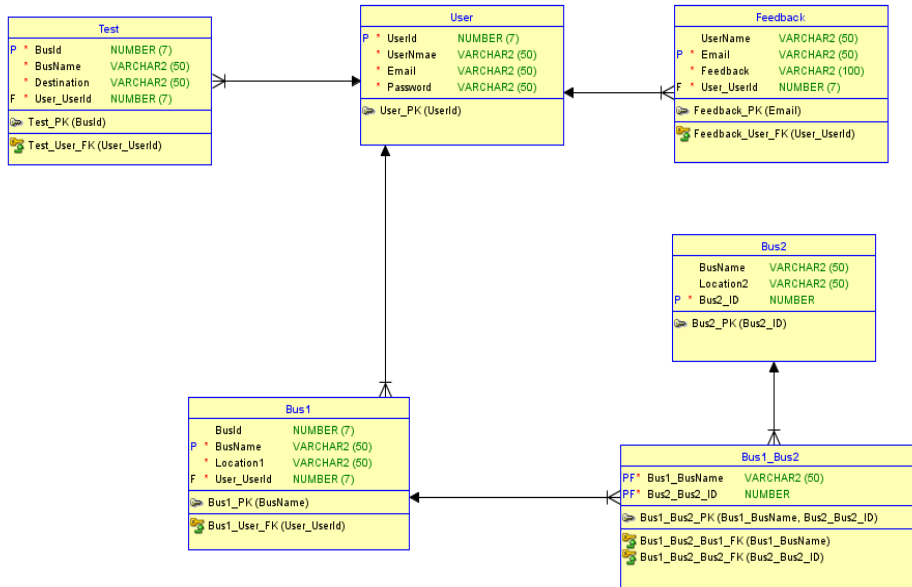 Test
P * BusId NUMBER (7)
* BusName VARCHAR2 (50)
* Destination VARCHAR2 (50)
F * User_UserId NUMBER (7)
Test_PK (BusId)
Test_User_FK (User_UserId)
User
P * UserId NUMBER (7)
* UserNmae VARCHAR2 (50)
* Email VARCHAR2 (50)
* Password VARCHAR2 (50)
User_PK (UserId)
Feedback
UserName VARCHAR2 (50)
P * Email VARCHAR2 (50)
* Feedback VARCHAR2 (100)
F * User_UserId NUMBER (7)
Feedback_PK (Email)
Feedback_User_FK (User_UserId)
Bus2
BusName VARCHAR2 (50)
Location2 VARCHAR2 (50)
P * Bus2_ID NUMBER
Bus2_PK (Bus2_ID)
Bus1
BusId NUMBER (7)
P * BusName VARCHAR2 (50)
* Location1 VARCHAR2 (50)
F * User_UserId NUMBER (7)
Bus1_PK (BusName)
Bus1_User_FK (User_UserId)
Bus1_Bus2
PF * Bus1_BusName VARCHAR2 (50)
PF * Bus2_Bus2_ID NUMBER
Bus1_Bus2_PK (Bus1_BusName, Bus2_Bus2_ID)
Bus1_Bus2_Bus1_FK (Bus1_BusName)
Bus1_Bus2_Bus2_FK (Bus2_Bus2_ID)